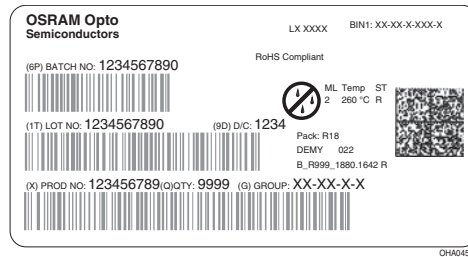 OSRAM Opto
Semiconductors
LX XXXX
BIN1: XX-XX-X-XXX-X
RoHS Compliant
(6P) BATCH NO: 1234567890
ML Temp ST
2 260 °C R
(1T) LOT NO: 1234567890 (9D) D/C: 1234
Pack: R18
DEMY 022
B_R999_1880.1642 R
(X) PROD NO: 123456789(Q)QTY: 9999 (G) GROUP: XX-XX-X-X